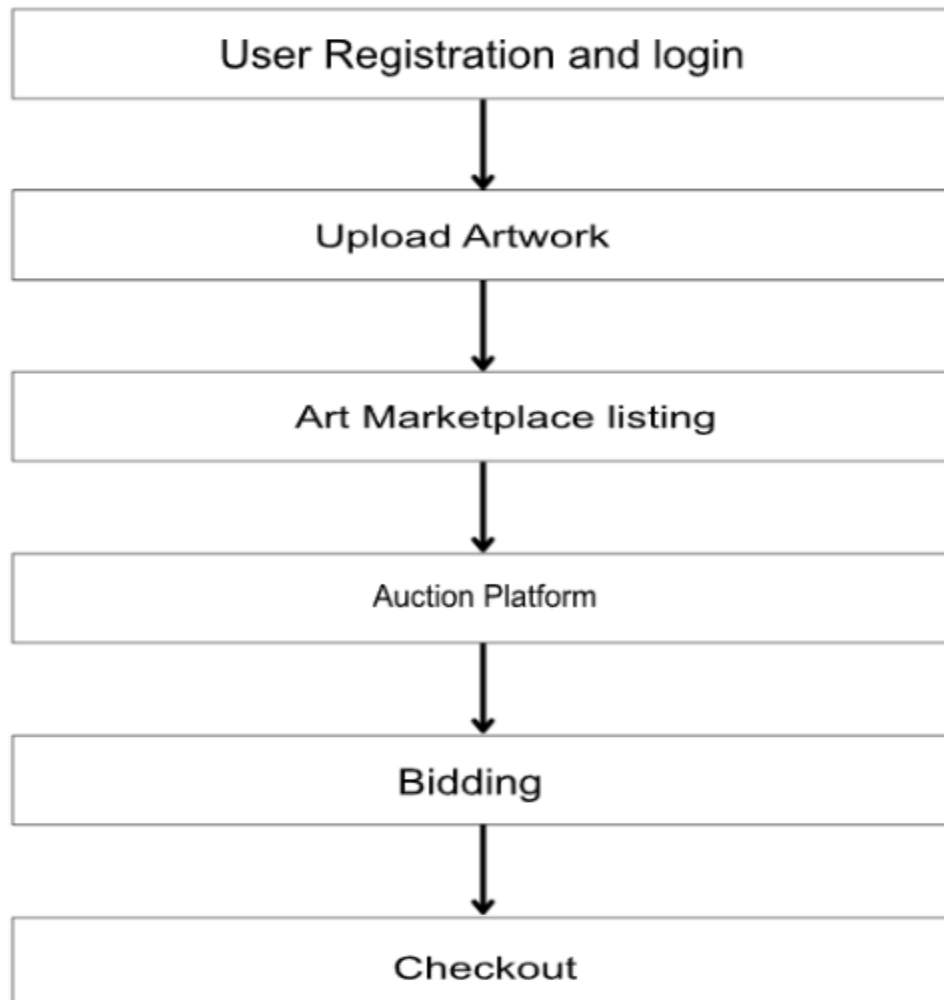 User Registration and login
Upload Artwork
Art Marketplace listing
Auction Platform
Bidding
Checkout